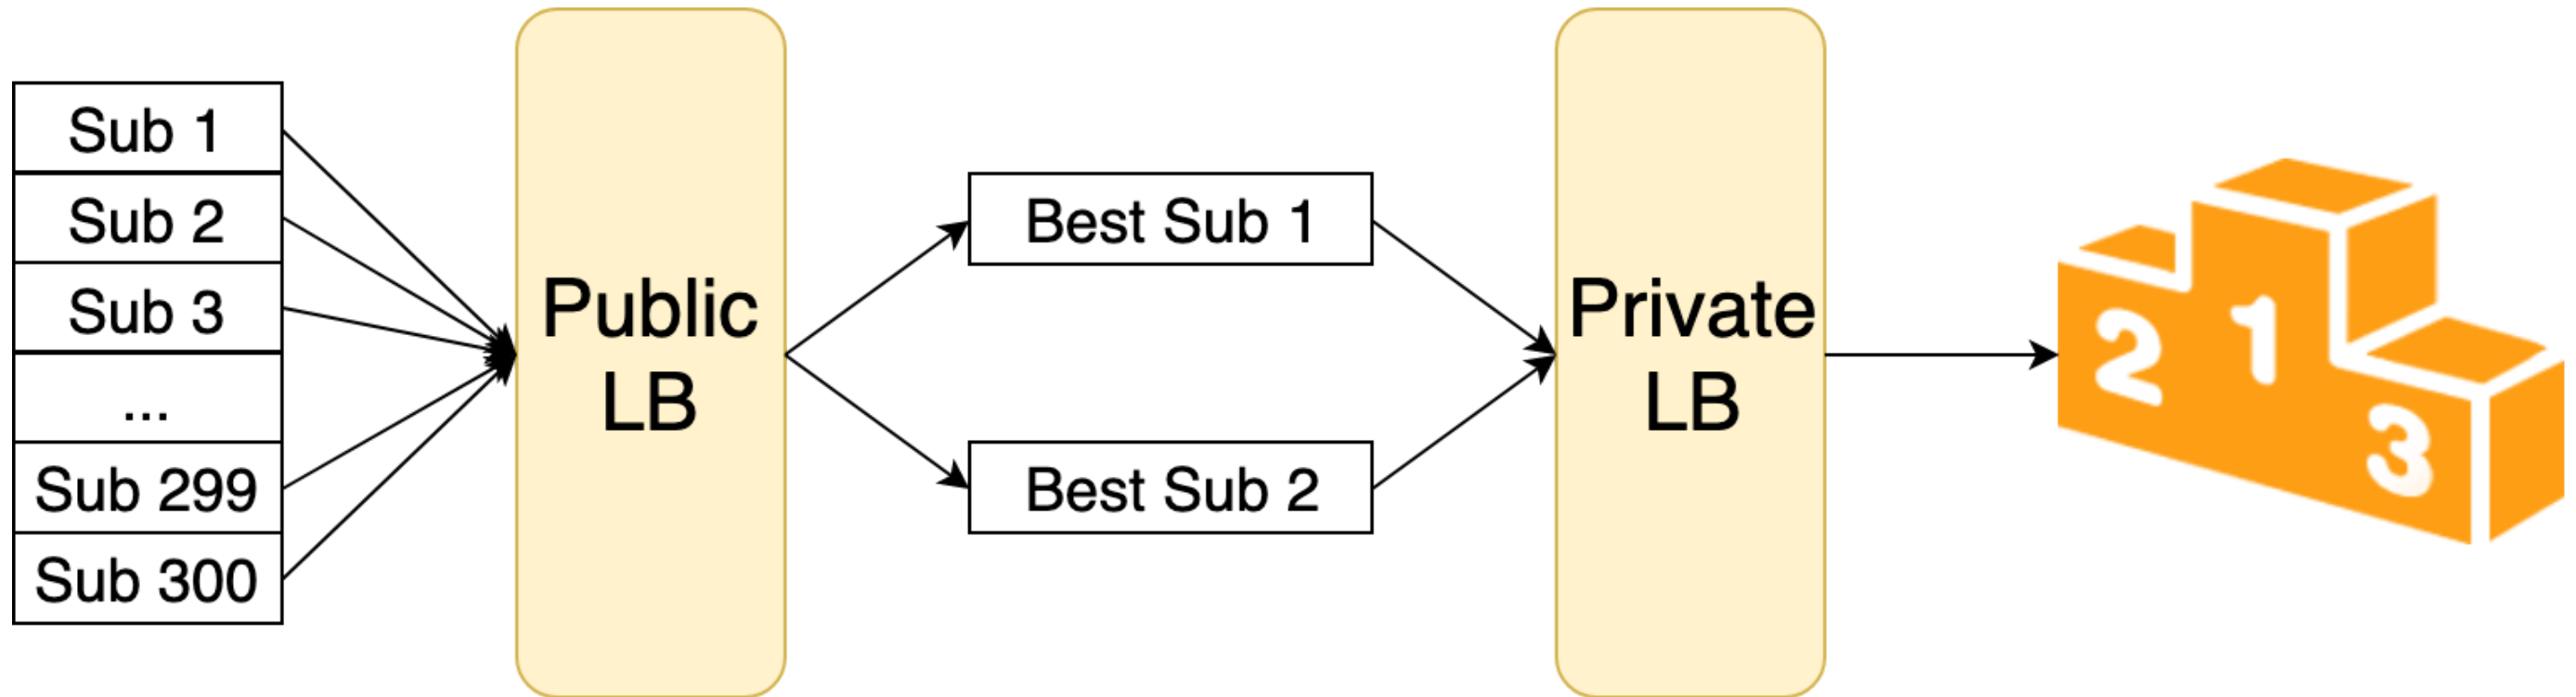 Sub 1
Sub 2
Sub 3
...
Sub 299
Sub 300
Public
LB
Best Sub 1
Best Sub 2
Private
LB
2
1
3